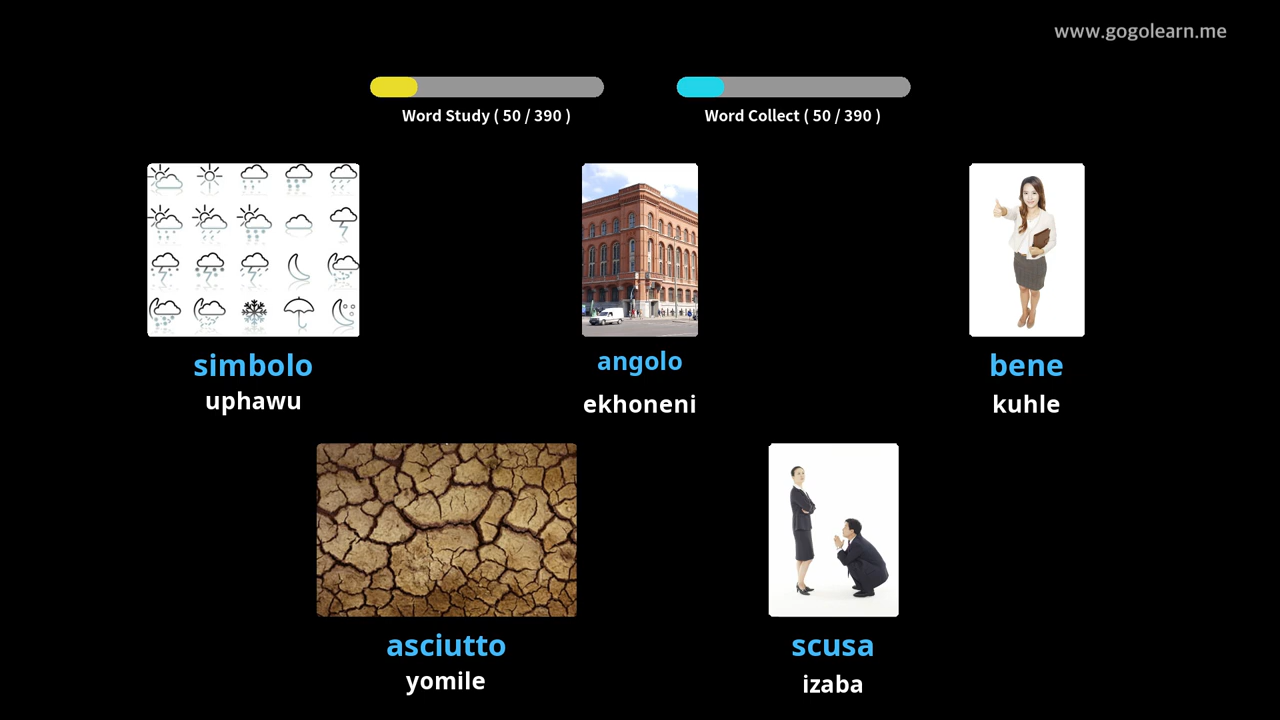 www.gogolearn.me
Word Study ( 50 / 390 )
Word Collect ( 50 / 390 )
simbolo
uphawu
angolo
ekhoneni
bene
kuhle
asciutto
yomile
scusa
izaba